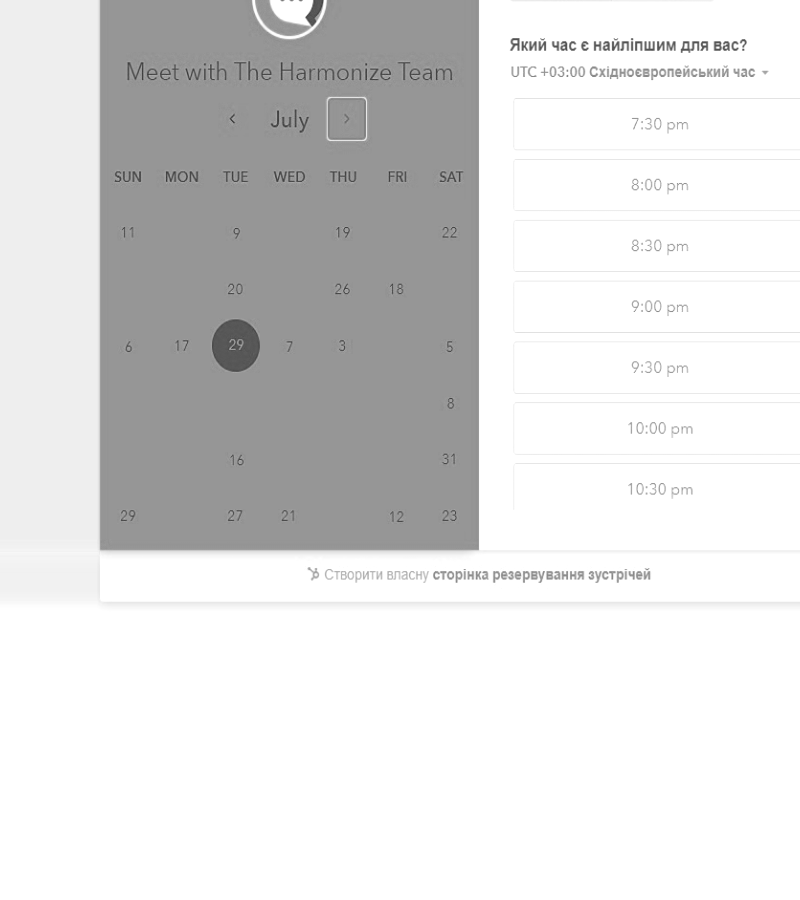 Meet with The Harmonize Team
July
SUN MON TUE WED THU FRI SAT
11 9 19 22
20 26 18
6 17 29 7 3 5
8
16 31
29 27 21 12 23
Який час є найліпшим для вас?
UTC +03:00 Східноєвропейський час
7:30 pm
8:00 pm
8:30 pm
9:00 pm
9:30 pm
10:00 pm
10:30 pm
Створити власну сторінка резервування зустрічей